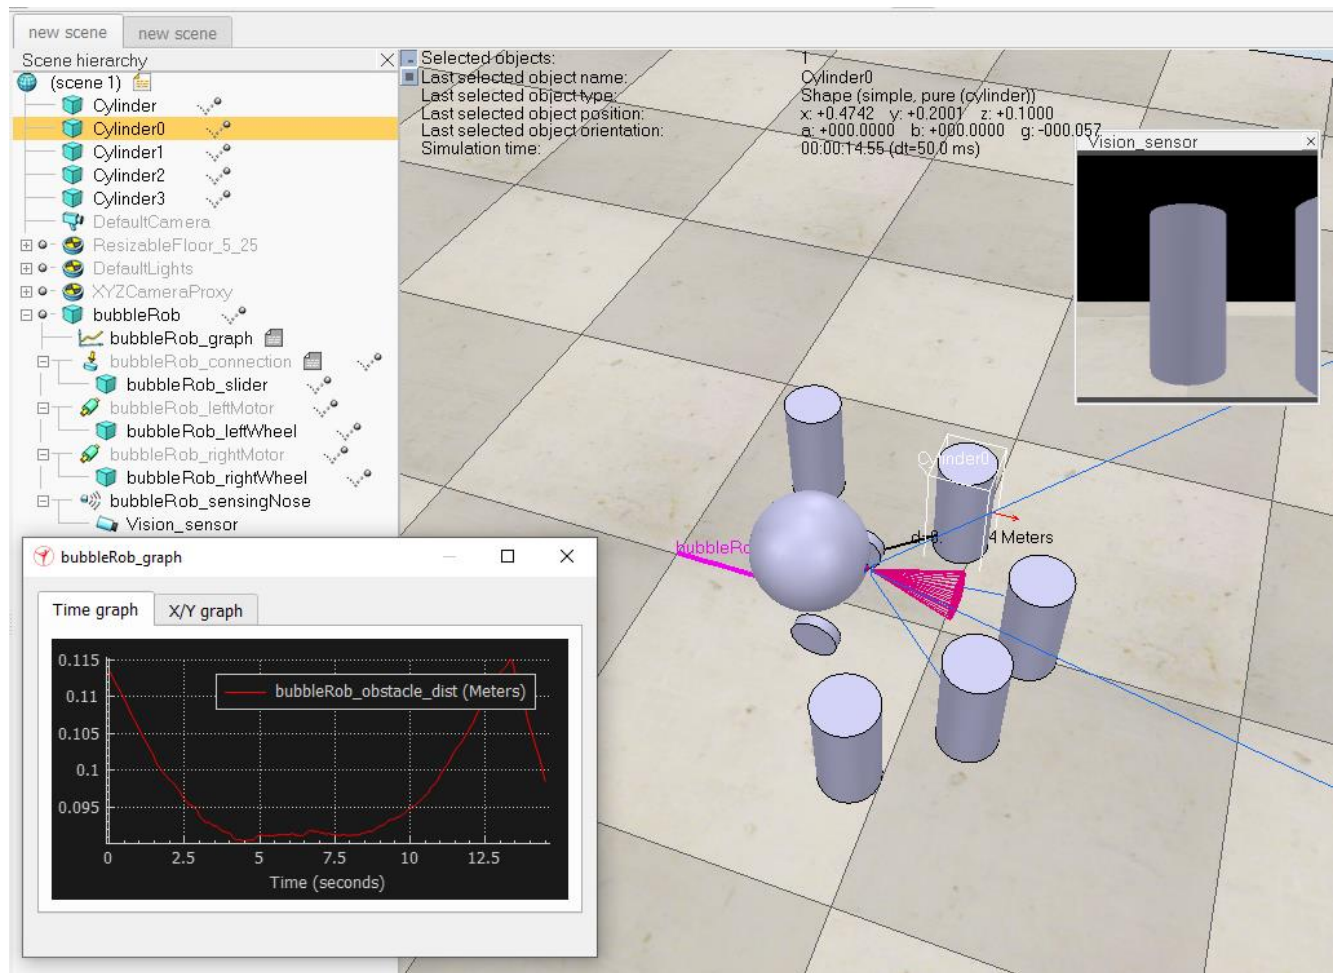 new scene new scene
Scene hierarchy
(scene 1)
Cylinder
Cylinder0
Cylinder1
Cylinder2
Cylinder3
DefaultCamera
ResizableFloor_5_25
DefaultLights
XYZCameraProxy
bubbleRob
bubbleRob_graph
bubbleRob_connection
bubbleRob_slider
bubbleRob_leftMotor
bubbleRob_leftWheel
bubbleRob_rightMotor
bubbleRob_rightWheel
bubbleRob_sensingNose
Vision_sensor
Selected objects: 1
Last selected object name: Cylinder0
Last selected object type: Shape (simple, pure (cylinder))
Last selected object position: x: +0.4742 y: +0.2001 z: +0.1000
Last selected object orientation: a: +000.0000 b: +000.0000 g: -000.057
Simulation time: 00:00:14.55 (dt=50.0 ms)
Vision_sensor
Cylinder0
4 Meters
bubbleRob_graph
Time graph X/Y graph
bubbleRob_obstacle_dist (Meters)
0.115
0.11
0.105
0.1
0.095
0 2.5 5 7.5 10 12.5
Time (seconds)